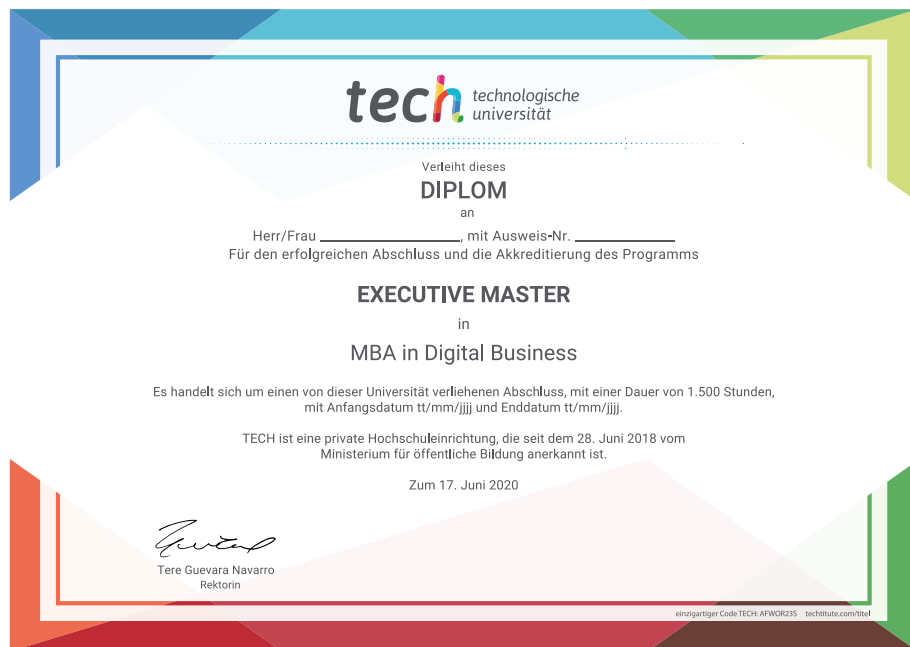 tech technologische
universität
Verleiht dieses
DIPLOM
an
Herr/Frau ____________________, mit Ausweis-Nr. ______________
Für den erfolgreichen Abschluss und die Akkreditierung des Programms
EXECUTIVE MASTER
in
MBA in Digital Business
Es handelt sich um einen von dieser Universität verliehenen Abschluss, mit einer Dauer von 1.500 Stunden,
mit Anfangsdatum tt/mm/jjjj und Enddatum tt/mm/jjjj.
TECH ist eine private Hochschuleinrichtung, die seit dem 28. Juni 2018 vom
Ministerium für öffentliche Bildung anerkannt ist.
Zum 17. Juni 2020
Tere Guevara Navarro
Rektorin
einzigartiger Code TECH: AFWOR23S techtitute.com/titel